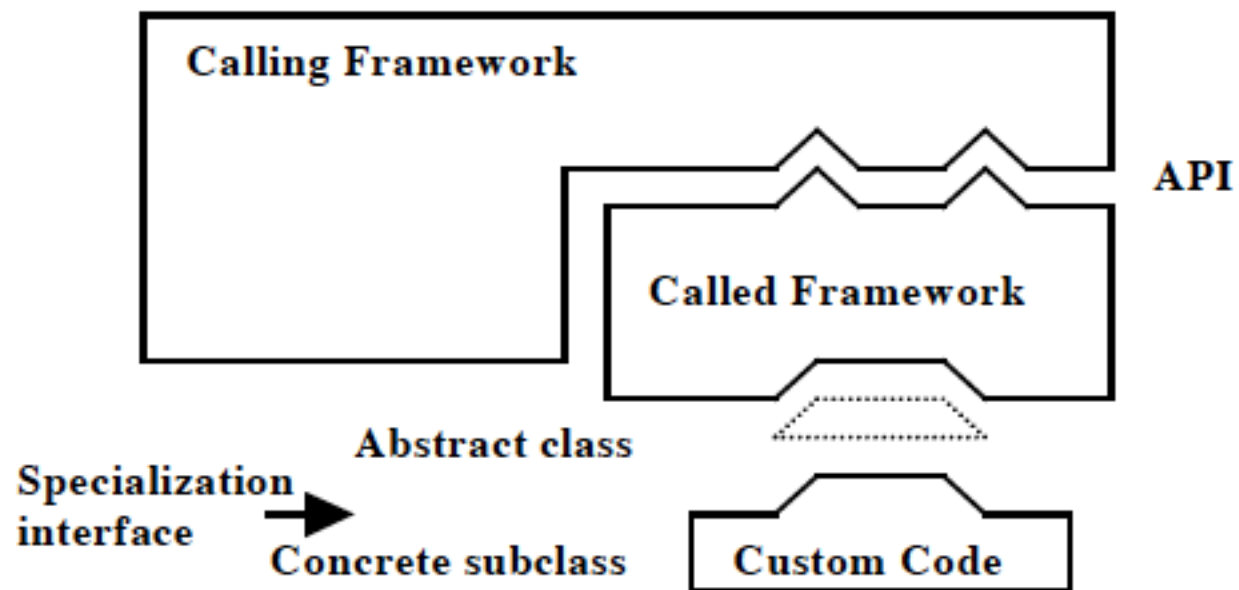 Calling Framework
API
Called Framework
Abstract class
Specialization
interface
Concrete subclass
Custom Code